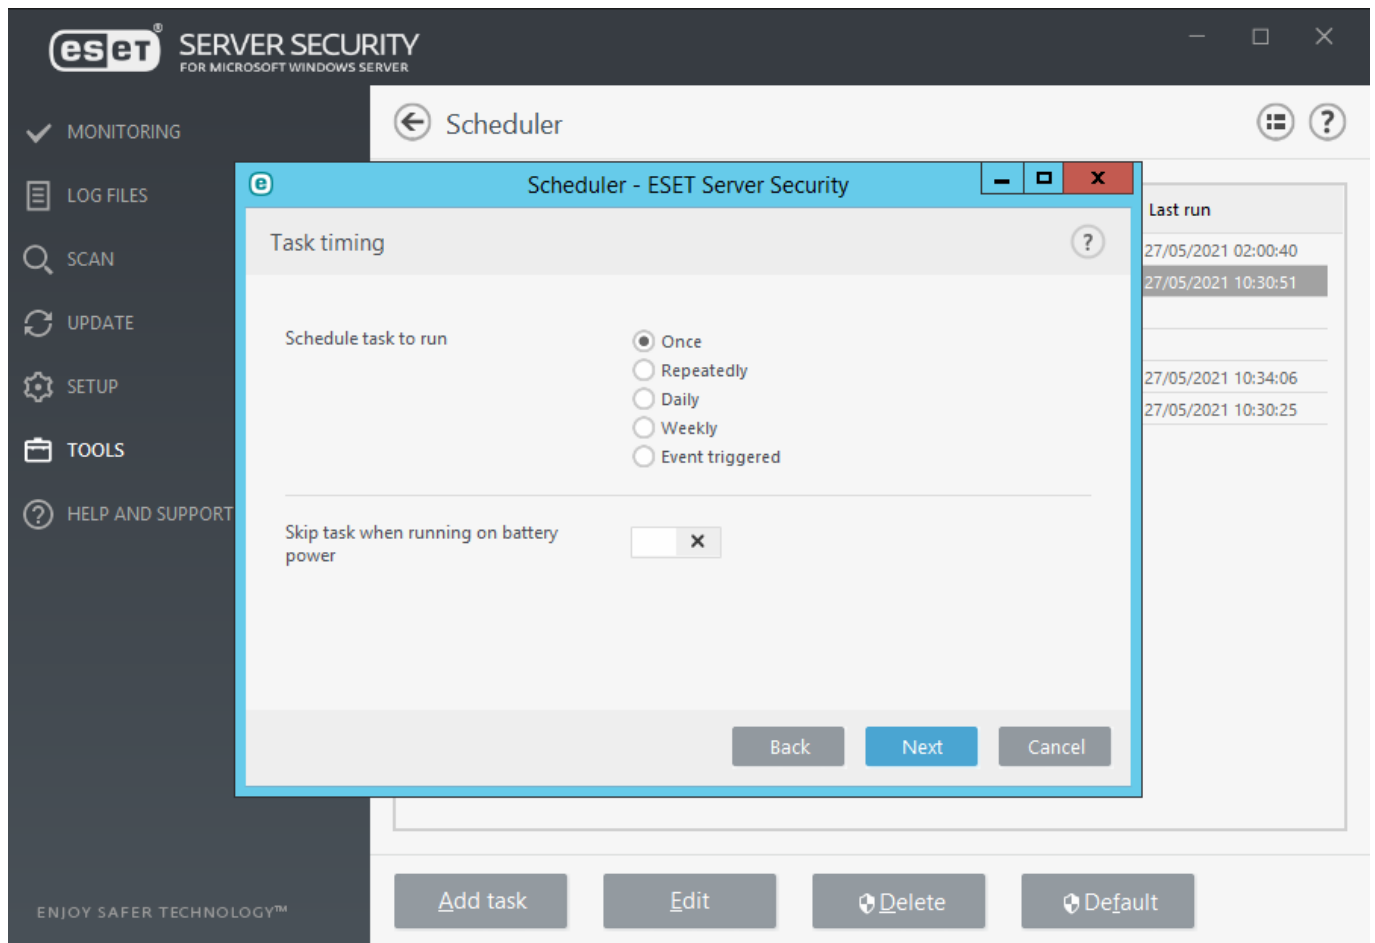 eset® SERVER SECURITY
FOR MICROSOFT WINDOWS SERVER
MONITORING
LOG FILES
SCAN
UPDATE
SETUP
TOOLS
HELP AND SUPPORT
ENJOY SAFER TECHNOLOGY™
Scheduler
?
Last run
27/05/2021 02:00:40
27/05/2021 10:30:51
27/05/2021 10:34:06
27/05/2021 10:30:25
e
Scheduler - ESET Server Security
Task timing
?
Schedule task to run
Once
Repeatedly
Daily
Weekly
Event triggered
Skip task when running on battery
power
Back
Next
Cancel
Add task
Edit
Delete
Default